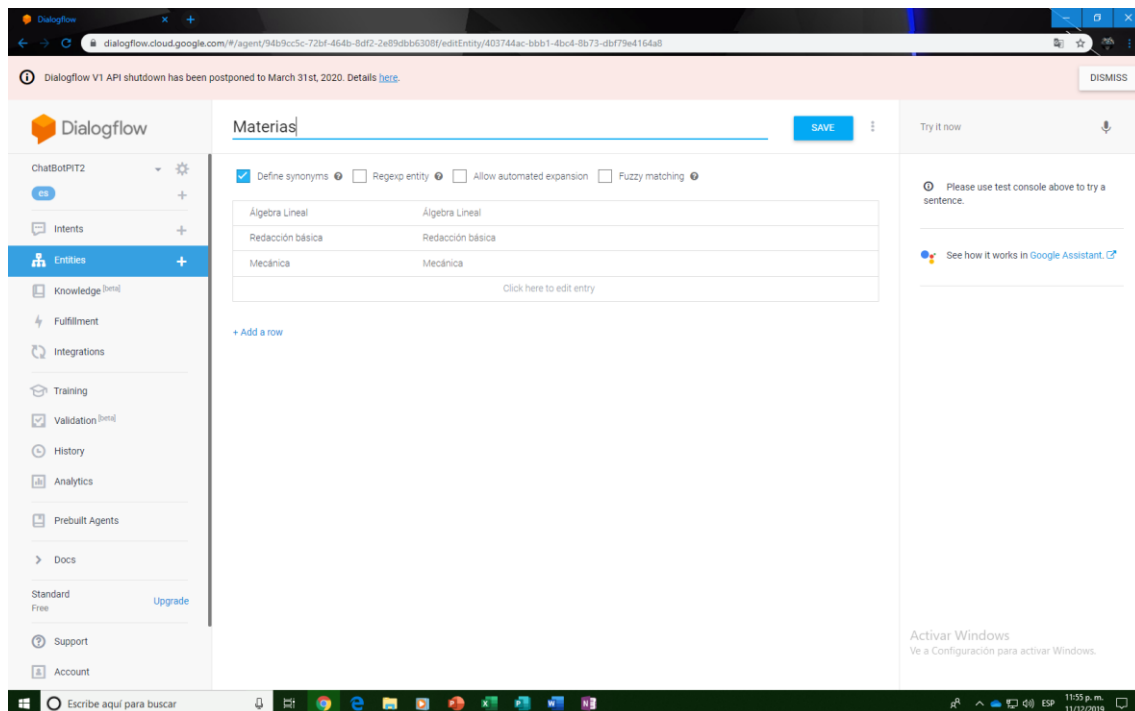 Dialogflow
dialogflow.cloud.google.com/#/agent/94b9cc5c-72bf-464b-8df2-2e89dbb6308f/editEntity/403744ac-bbb1-4bc4-8b73-dbf79e4164a8
Dialogflow V1 API shutdown has been postponed to March 31st, 2020. Details here.
DISMISS
Dialogflow
Materias
SAVE
Try it now
ChatBotPIT2
es
Define synonyms
Regexp entity
Allow automated expansion
Fuzzy matching
Please use test console above to try a
sentence.
Álgebra Lineal Álgebra Lineal
Redacción básica Redacción básica
Mecánica Mecánica
Click here to edit entry
+ Add a row
See how it works in Google Assistant.
Intents
Entities
Knowledge [beta]
Fulfillment
Integrations
Training
Validation [beta]
History
Analytics
Prebuilt Agents
Docs
Standard
Free
Upgrade
Support
Account
Activar Windows
Ve a Configuración para activar Windows.
Escribe aquí para buscar
ESP
11:55 p. m.
11/12/2019